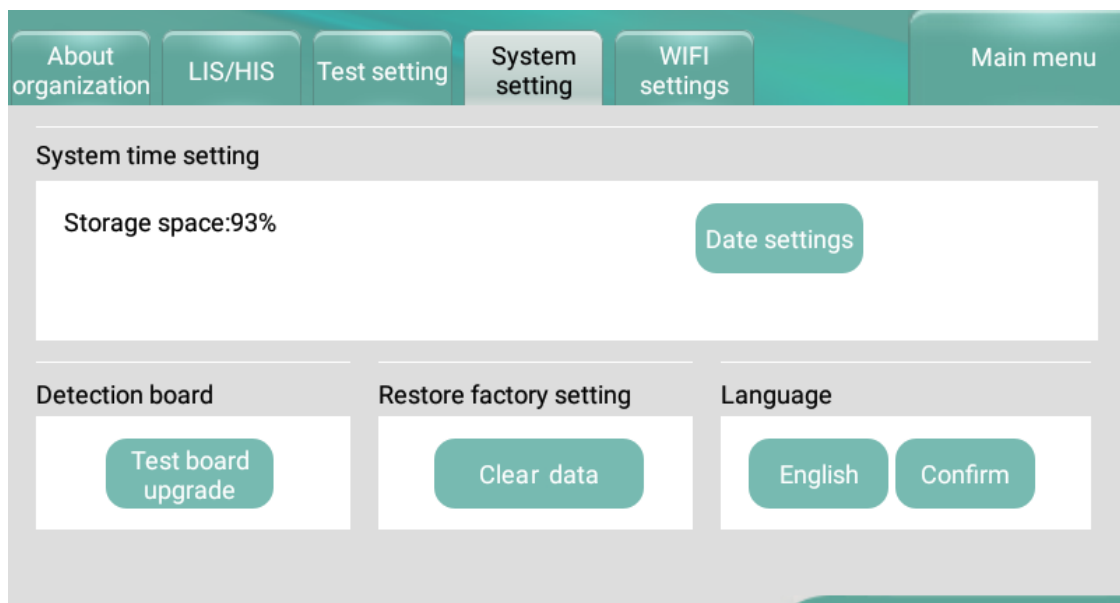 About
organization
LIS/HIS
Test setting
System
setting
WIFI
settings
Main menu
System time setting
Storage space:93%
Date settings
Detection board
Restore factory setting
Language
Test board
upgrade
Clear data
English
Confirm